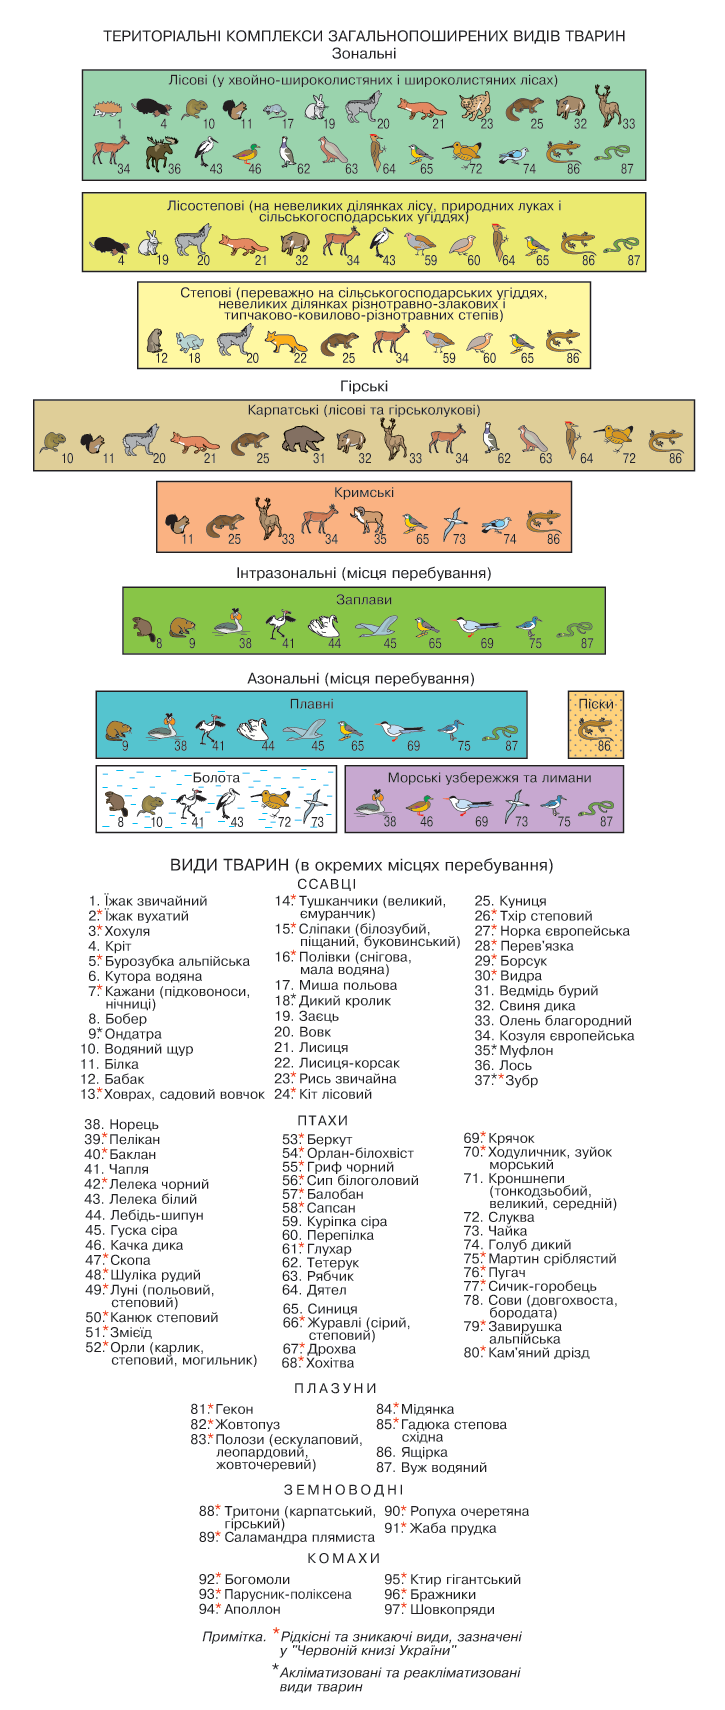 ТЕРИТОРІАЛЬНІ КОМПЛЕКСИ ЗАГАЛЬНОПОШИРЕНИХ ВИДІВ ТВАРИН
Зональні
Лісові (у хвойно-широколистяних і широколистяних лісах)
1 4 10 11 17 19 20 21 23 25 32 33
34 36 43 46 62 63 64 65 72 74 86 87
Лісостепові (на невеликих ділянках лісу, природних луках і
сільськогосподарських угіддях)
4 19 20 21 32 34 43 59 60 64 65 86 87
Степові (переважно на сільськогосподарських угіддях,
невеликих ділянках різнотравно-злакових і
типчаково-ковилово-різнотравних степів)
12 18 20 22 25 34 59 60 65 86
Гірські
Карпатські (лісові та гірськолукові)
10 11 20 21 25 31 32 33 34 62 63 64 72 86
Кримські
11 25 33 34 35 65 73 74 86
Інтразональні (місця перебування)
Заплави
8 9 38 41 44 45 65 69 75 87
Азональні (місця перебування)
Плавні
9 38 41 44 45 65 69 75 87
Піски
86
Болота
8 10 41 43 72 73
Морські узбережжя та лимани
38 46 69 73 75 87
ВИДИ ТВАРИН (в окремих місцях перебування)
ССАВЦІ
1. Їжак звичайний
2.* Їжак вухатий
3.* Хохуля
4. Кріт
5.* Бурозубка альпійська
6. Кутора водяна
7.* Кажани (підковоноси,
нічниці)
8. Бобер
9.* Ондатра
10. Водяний щур
11. Білка
12. Бабак
13.* Ховрах, садовий вовчок
14.* Тушканчики (великий,
ємуранчик)
15.* Сліпаки (білозубий,
піщаний, буковинський)
16.* Полівки (снігова,
мала водяна)
17. Миша польова
18.* Дикий кролик
19. Заєць
20. Вовк
21. Лисиця
22. Лисиця-корсак
23.* Рись звичайна
24.* Кіт лісовий
25. Куниця
26.* Тхір степовий
27.* Норка європейська
28.* Перев'язка
29.* Борсук
30.* Видра
31. Ведмідь бурий
32. Свиня дика
33. Олень благородний
34. Козуля європейська
35.* Муфлон
36. Лось
37.** Зубр
ПТАХИ
38. Норець
39.* Пелікан
40.* Баклан
41. Чапля
42.* Лелека чорний
43. Лелека білий
44. Лебідь-шипун
45. Гуска сіра
46. Качка дика
47.* Скопа
48.* Шуліка рудий
49.* Луні (польовий,
степовий)
50.* Канюк степовий
51.* Змієїд
52.* Орли (карлик,
степовий, могильник)
53.* Беркут
54.* Орлан-білохвіст
55.* Гриф чорний
56.* Сип білоголовий
57.* Балобан
58.* Сапсан
59. Куріпка сіра
60. Перепілка
61.* Глухар
62. Тетерук
63. Рябчик
64. Дятел
65. Синиця
66.* Журавлі (сірий,
степовий)
67.* Дрохва
68.* Хохітва
69.* Крячок
70.* Ходуличник, зуйок
морський
71. Кроншнепи
(тонкодзьобий,
великий, середній)
72. Слуква
73. Чайка
74. Голуб дикий
75.* Мартин сріблястий
76.* Пугач
77.* Сичик-горобець
78. Сови (довгохвоста,
бородата)
79.* Завирушка
альпійська
80.* Кам'яний дрізд
ПЛАЗУНИ
81.* Гекон
82.* Жовтопуз
83.* Полози (ескулаповий,
леопардовий,
жовточеревий)
84.* Мідянка
85.* Гадюка степова
східна
86. Ящірка
87. Вуж водяний
ЗЕМНОВОДНІ
88.* Тритони (карпатський,
гірський)
89.* Саламандра плямиста
90.* Ропуха очеретяна
91.* Жаба прудка
КОМАХИ
92.* Богомоли
93.* Парусник-поліксена
94.* Аполлон
95.* Ктир гігантський
96.* Бражники
97.* Шовкопряди
Примітка. *Рідкісні та зникаючі види, зазначені
у "Червоній книзі України"
*Акліматизовані та реакліматизовані
види тварин